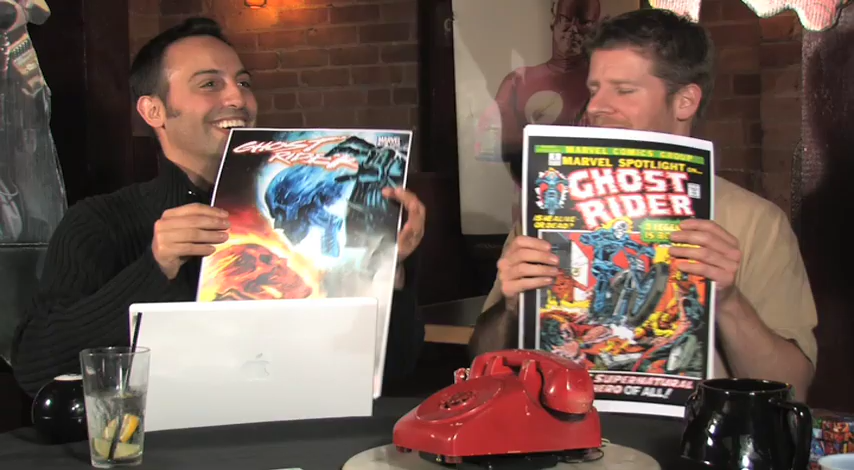 GHOST
RIDER
MARVEL
MARVEL COMICS GROUP
MARVEL SPOTLIGHT
ON...
GHOST
RIDER
IS HE ALIVE
OR DEAD?
IS
SUPERNATURAL
HERO OF ALL!